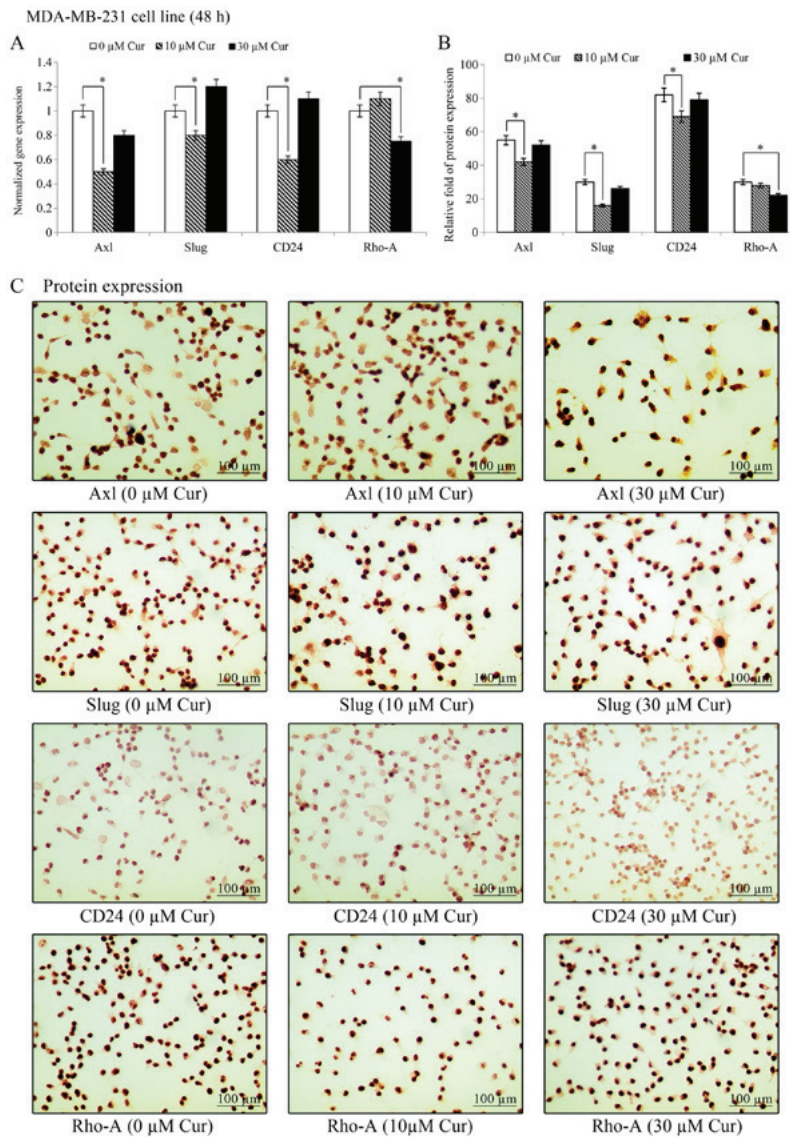 MDA-MB-231 cell line (48 h)
A
0 µM Cur 10 µM Cur 30 µM Cur
Normalized gene expression
1.4
1.2
1
0.8
0.6
0.4
0.2
0
* * * *
Axl Slug CD24 Rho-A
B
0 µM Cur 10 µM Cur 30 µM Cur
Relative fold of protein expression
100
80
60
40
20
0
* * * *
Axl Slug CD24 Rho-A
C Protein expression
100 µm 100 µm 100 µm
Axl (0 µM Cur) Axl (10 µM Cur) Axl (30 µM Cur)
100 µm 100 µm 100 µm
Slug (0 µM Cur) Slug (10 µM Cur) Slug (30 µM Cur)
100 µm 100 µm 100 µm
CD24 (0 µM Cur) CD24 (10 µM Cur) CD24 (30 µM Cur)
100 µm 100 µm 100 µm
Rho-A (0 µM Cur) Rho-A (10µM Cur) Rho-A (30 µM Cur)